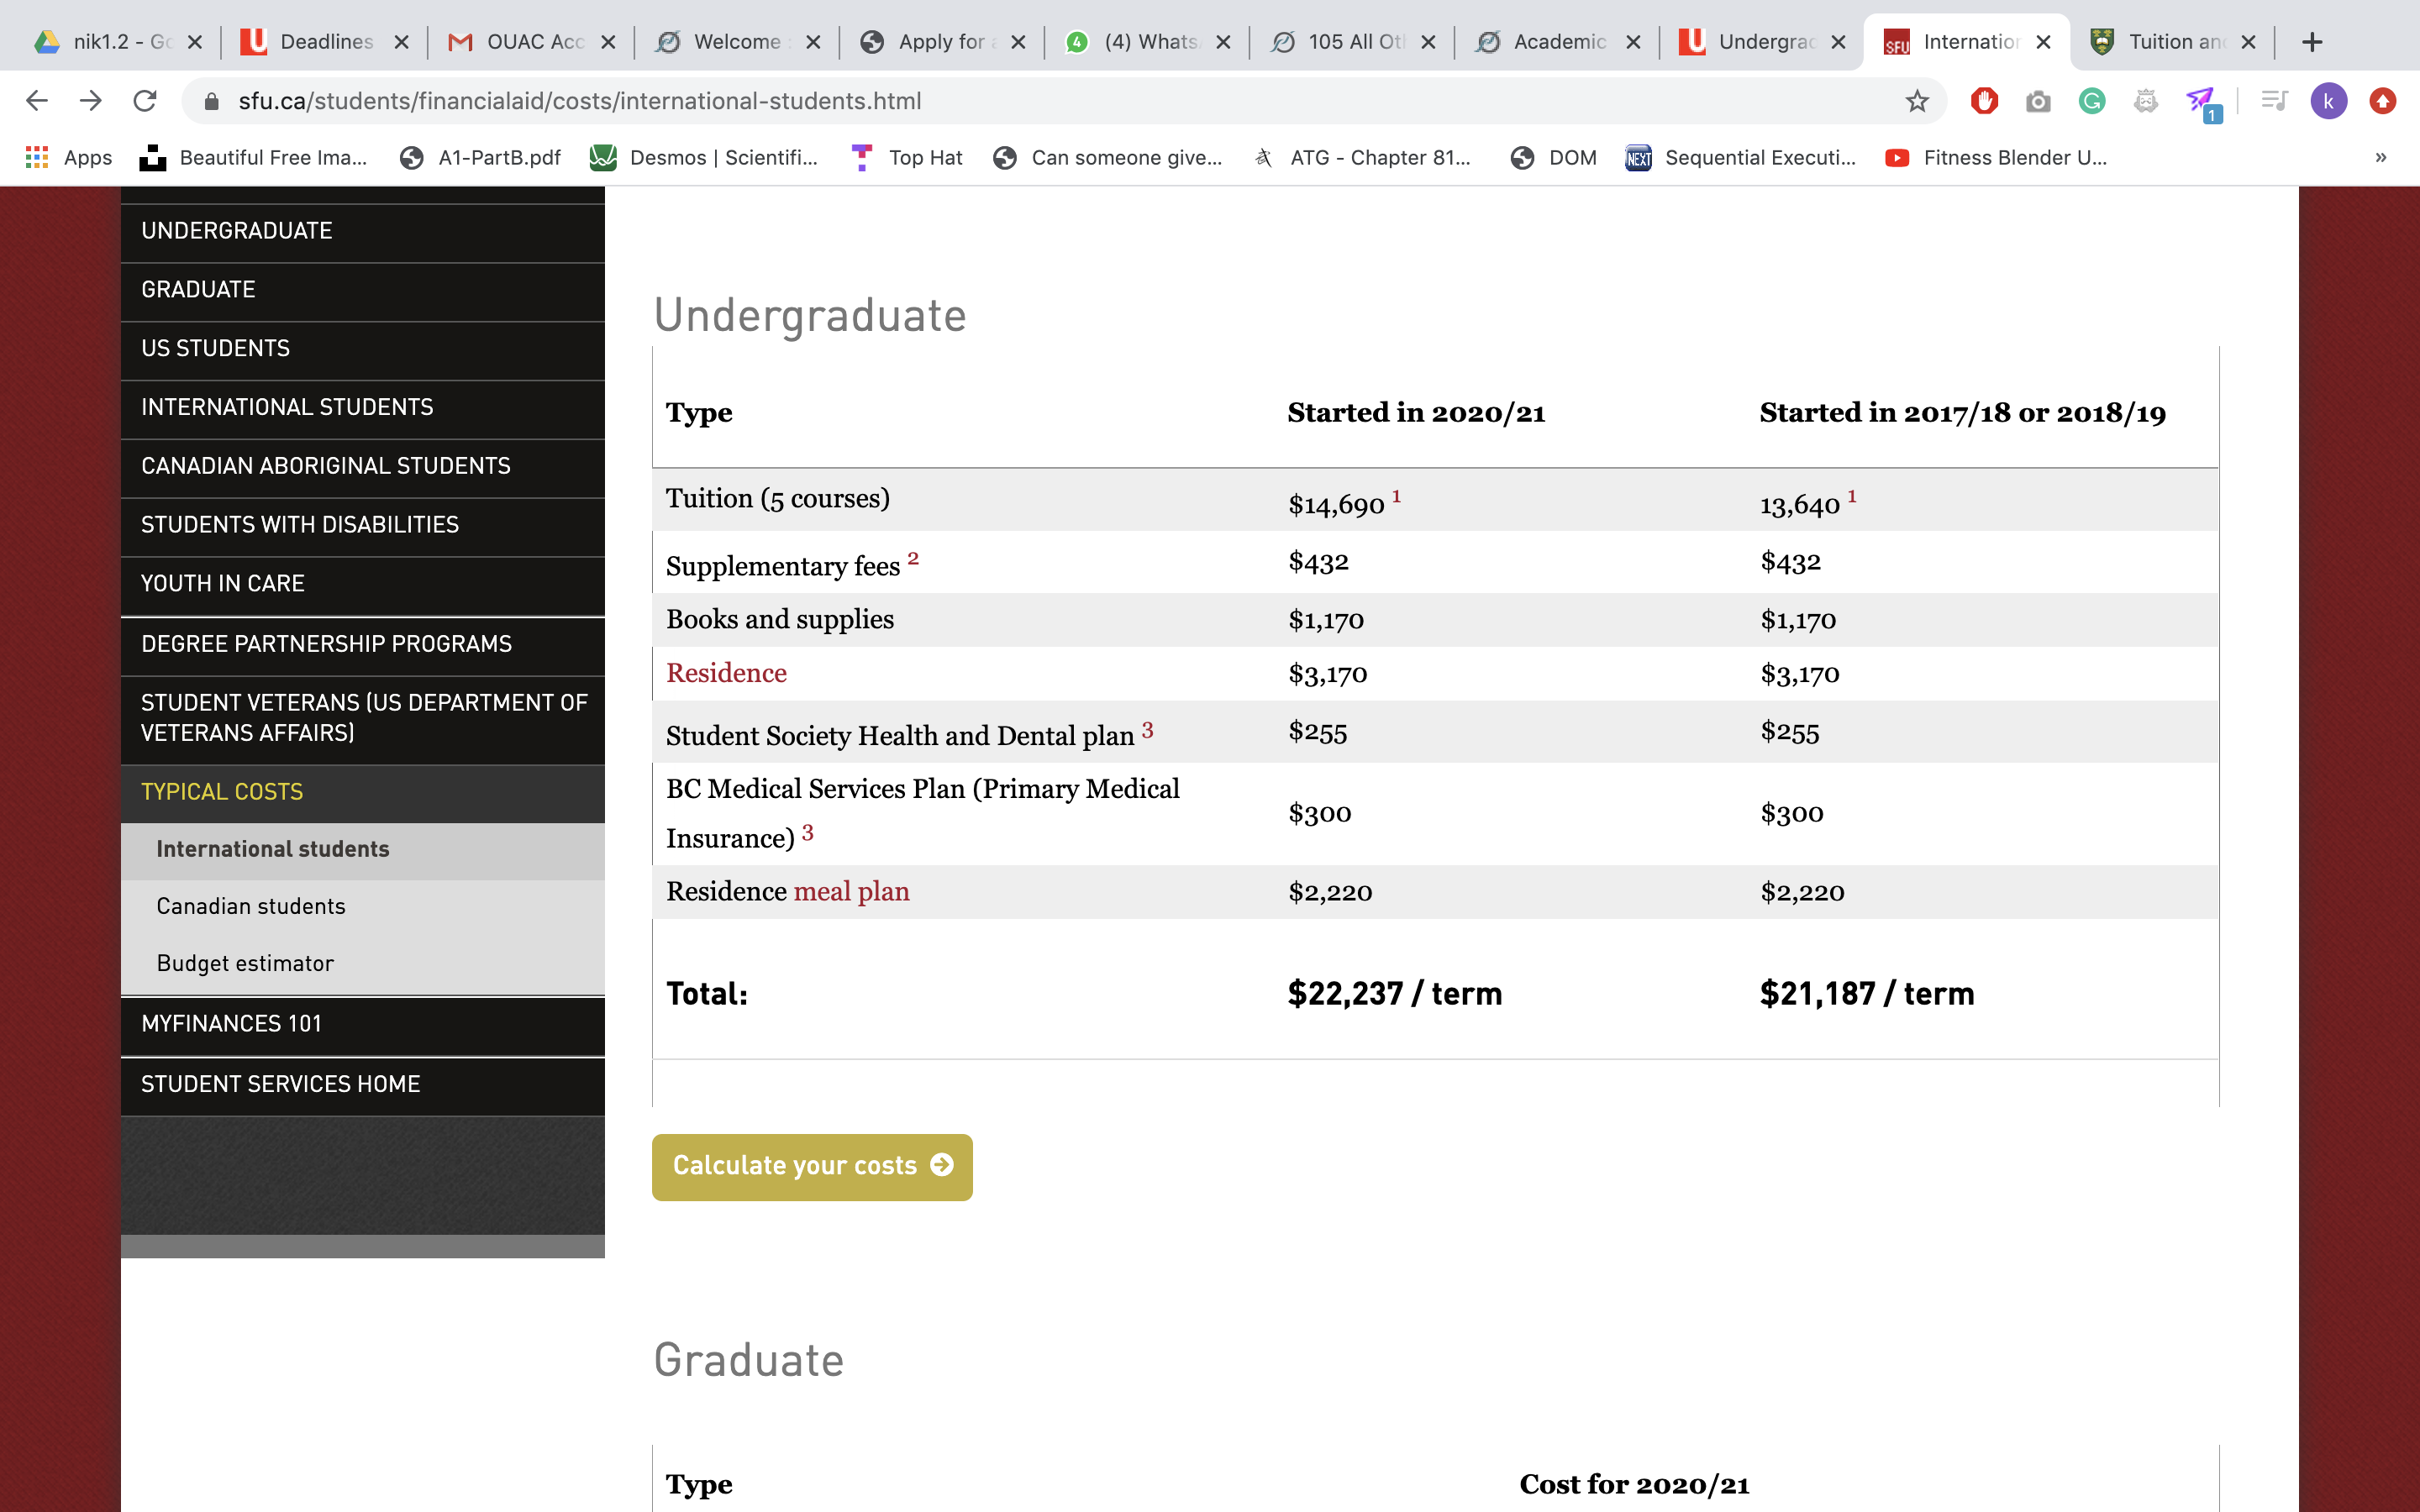 nik1.2 - Go Deadlines OUAC Acc Welcome Apply for a (4) Whats 105 All Ot Academic Undergrad Internation Tuition and
sfu.ca/students/financialaid/costs/international-students.html 1 k
Apps Beautiful Free Ima... A1-PartB.pdf Desmos | Scientifi... Top Hat Can someone give... ATG - Chapter 81... DOM NEXT Sequential Executi... Fitness Blender U... »
UNDERGRADUATE
GRADUATE
US STUDENTS
INTERNATIONAL STUDENTS
CANADIAN ABORIGINAL STUDENTS
STUDENTS WITH DISABILITIES
YOUTH IN CARE
DEGREE PARTNERSHIP PROGRAMS
STUDENT VETERANS (US DEPARTMENT OF
VETERANS AFFAIRS)
TYPICAL COSTS
International students
Canadian students
Budget estimator
MYFINANCES 101
STUDENT SERVICES HOME
Undergraduate
Type Started in 2020/21 Started in 2017/18 or 2018/19
Tuition (5 courses) $14,690 1 13,640 1
Supplementary fees 2 $432 $432
Books and supplies $1,170 $1,170
Residence $3,170 $3,170
Student Society Health and Dental plan 3 $255 $255
BC Medical Services Plan (Primary Medical
Insurance) 3 $300 $300
Residence meal plan $2,220 $2,220
Total: $22,237 / term $21,187 / term
Calculate your costs
Graduate
Type Cost for 2020/21